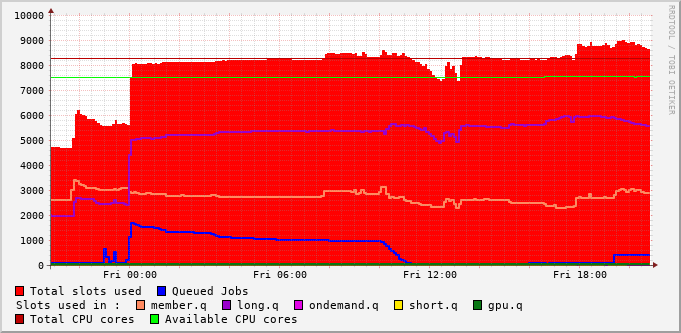 RRDTOOL / TOBI OETIKER
10000
9000
8000
7000
6000
5000
4000
3000
2000
1000
0
Fri 00:00 Fri 06:00 Fri 12:00 Fri 18:00
Total slots used Queued Jobs
Slots used in : member.q long.q ondemand.q short.q gpu.q
Total CPU cores Available CPU cores